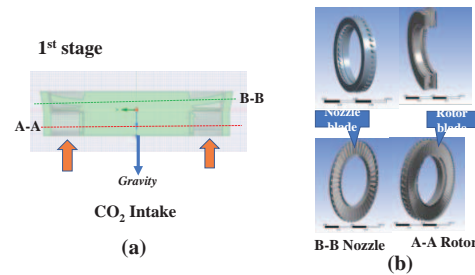 1st stage
B-B
A-A
Gravity
CO2 Intake
(a)
(b)
Nozzle
blade
Rotor
blade
B-B Nozzle
A-A Rotor